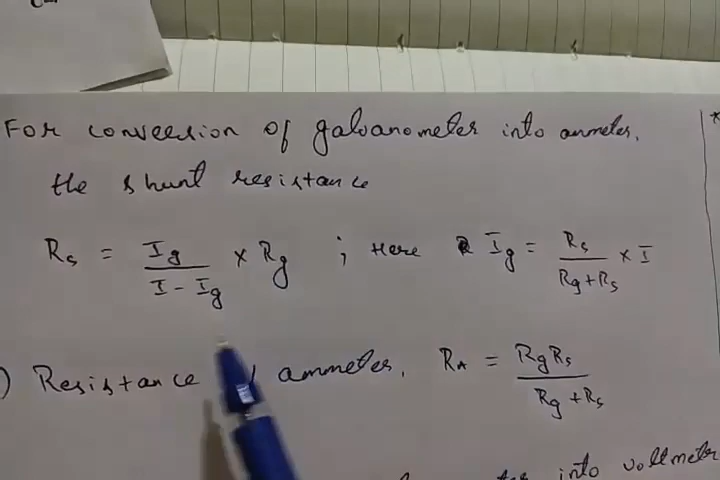 For conversion of galvanometer into ammeter,
the shunt resistance
Rs = Ig / (I - Ig) × Rg ; Here Ig = Rs / (Rg + Rs) × I
) Resistance ammeter, RA = RgRs / (Rg + Rs)
into voltmeter